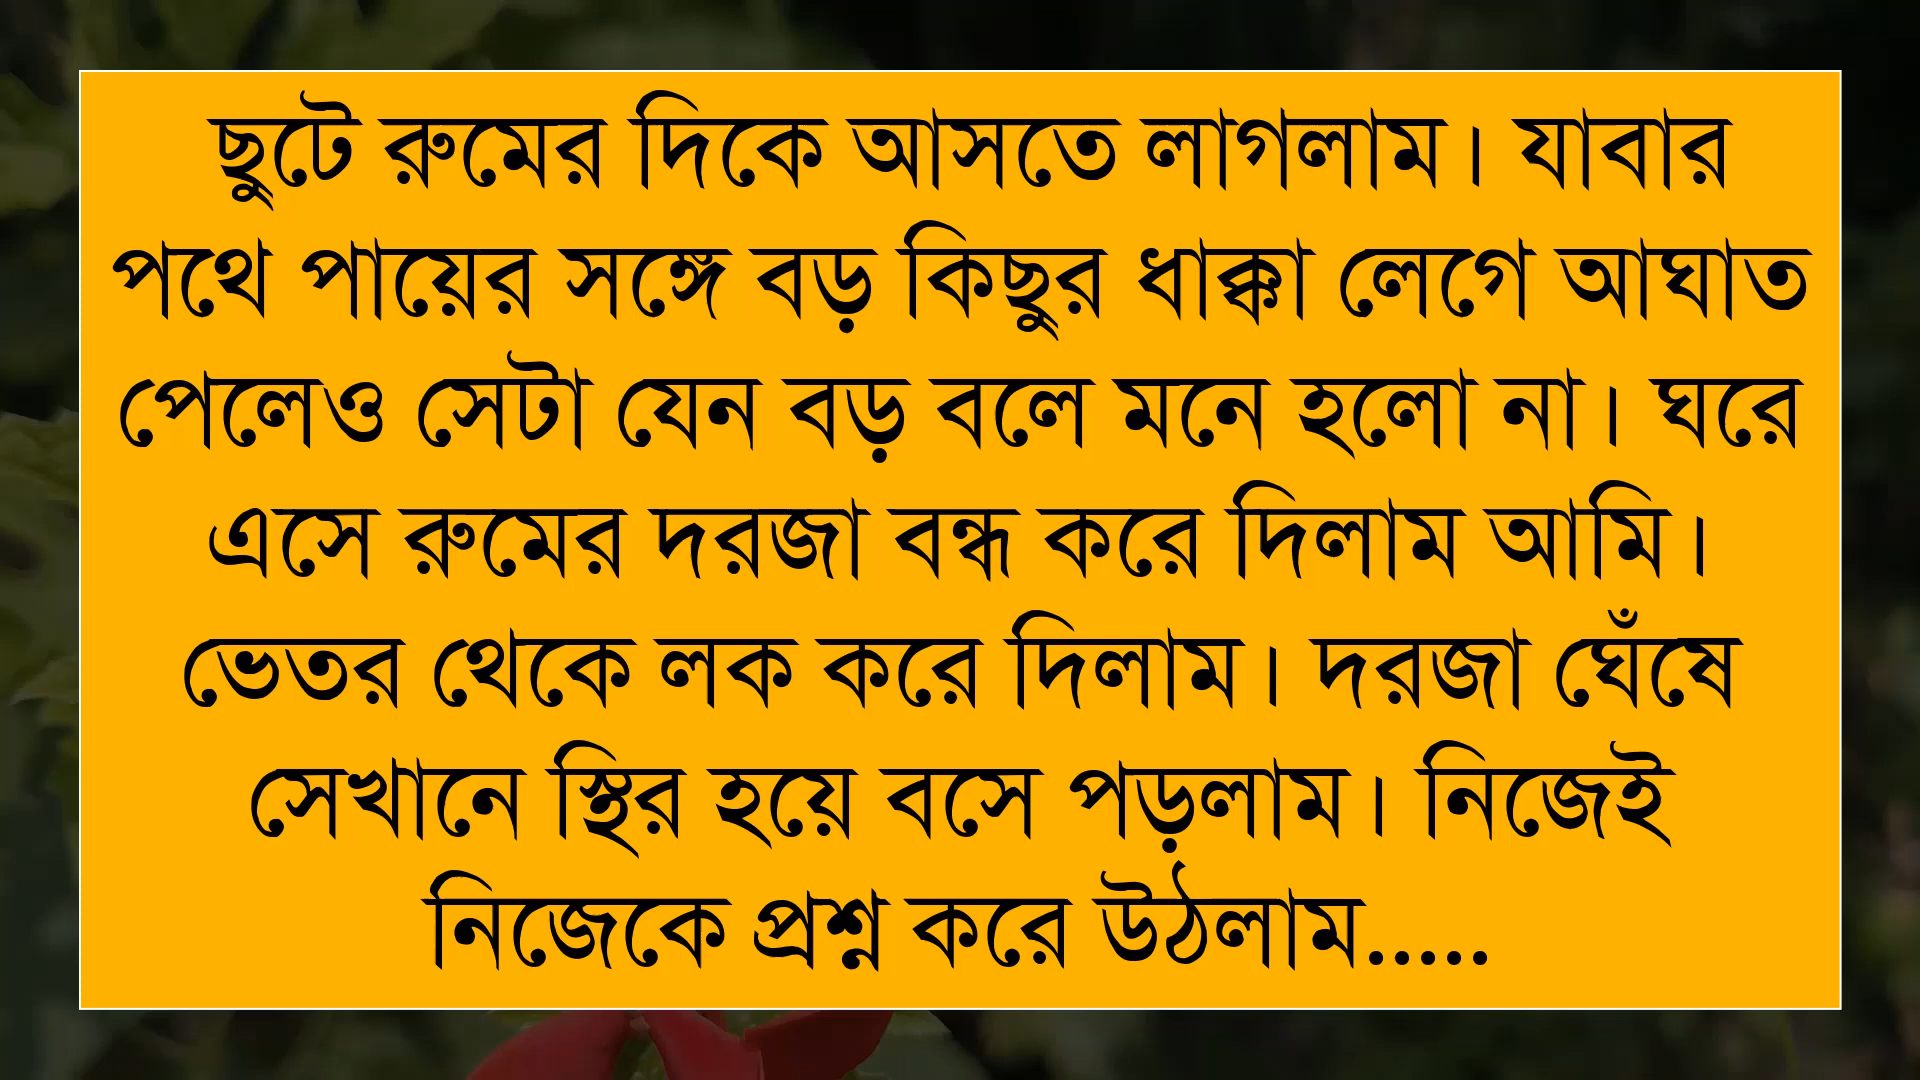 ছুটে রুমের দিকে আসতে লাগলাম। যাবার
পথে পায়ের সঙ্গে বড় কিছুর ধাক্কা লেগে আঘাত
পেলেও সেটা যেন বড় বলে মনে হলো না। ঘরে
এসে রুমের দরজা বন্ধ করে দিলাম আমি।
ভেতর থেকে লক করে দিলাম। দরজা ঘেঁষে
সেখানে স্থির হয়ে বসে পড়লাম। নিজেই
নিজেকে প্রশ্ন করে উঠলাম.....